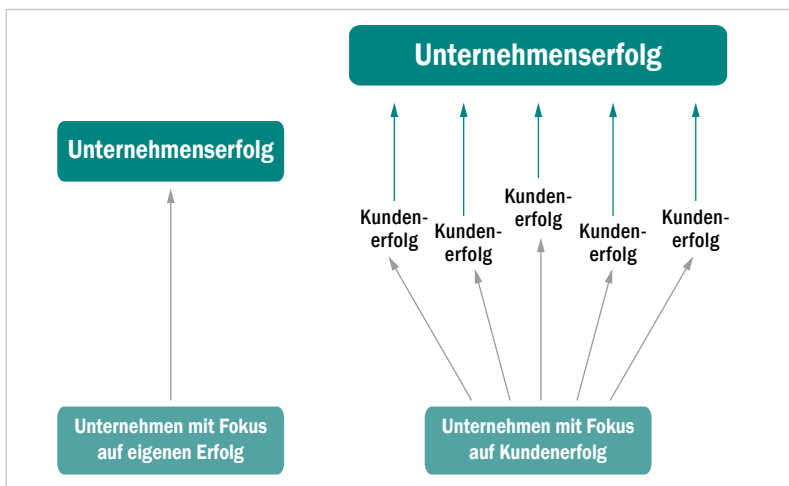 Unternehmenserfolg
Unternehmen mit Fokus
auf eigenen Erfolg
Unternehmenserfolg
Kunden-
erfolg
Kunden-
erfolg
Kunden-
erfolg
Kunden-
erfolg
Kunden-
erfolg
Unternehmen mit Fokus
auf Kundenerfolg